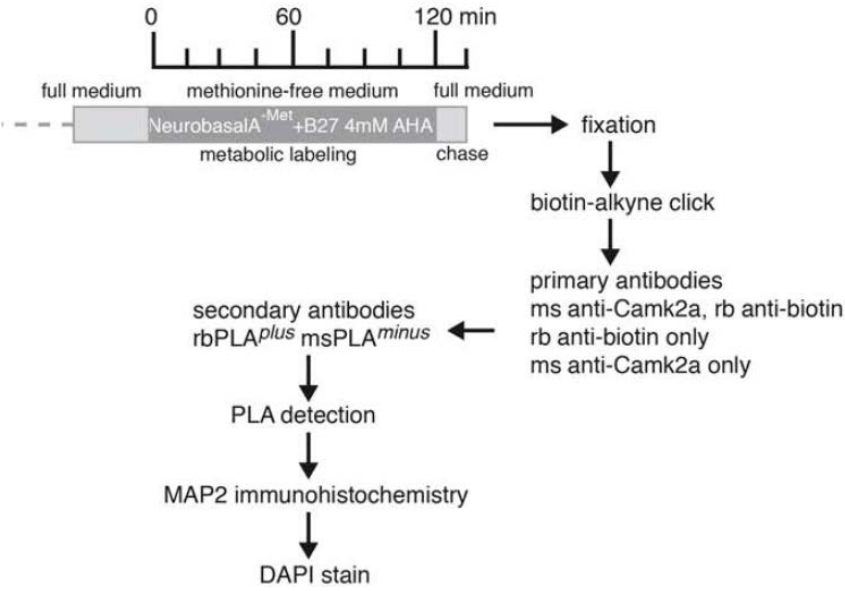 0 60 120 min
full medium methionine-free medium full medium
NeurobasalA-Met+B27 4mM AHA
metabolic labeling chase
fixation
biotin-alkyne click
primary antibodies
ms anti-Camk2a, rb anti-biotin
rb anti-biotin only
ms anti-Camk2a only
secondary antibodies
rbPLAplus msPLAminus
PLA detection
MAP2 immunohistochemistry
DAPI stain